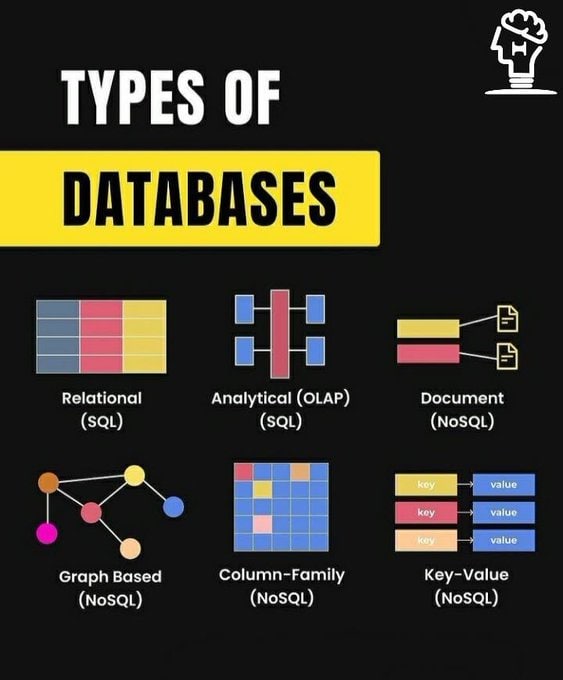 TYPES OF
DATABASES
Relational
(SQL)
Analytical (OLAP)
(SQL)
Document
(NoSQL)
key value
key value
key value
Graph Based
(NoSQL)
Column-Family
(NoSQL)
Key-Value
(NoSQL)